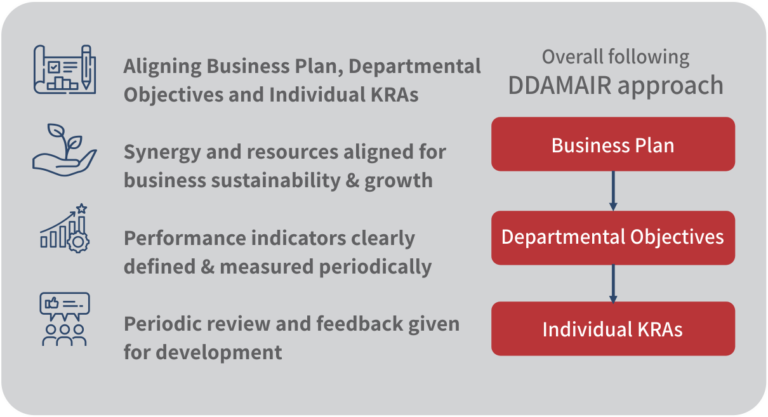 Aligning Business Plan, Departmental
Objectives and Individual KRAs
Synergy and resources aligned for
business sustainability & growth
Performance indicators clearly
defined & measured periodically
Periodic review and feedback given
for development
Overall following
DDAMAIR approach
Business Plan
Departmental Objectives
Individual KRAs